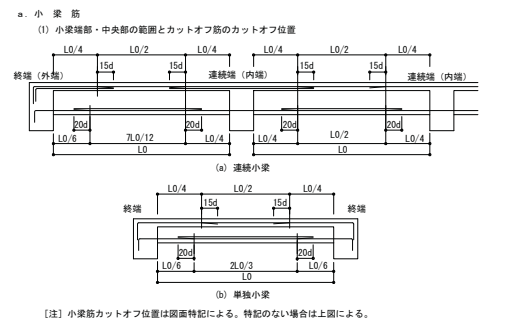 a. 小 梁 筋
(1) 小梁端部・中央部の範囲とカットオフ筋のカットオフ位置
L0/4 L0/2 L0/4 L0/4 L0/2 L0/4
15d 15d 15d 15d
終端（外端） 連続端（内端） 連続端（内端）
20d 20d 20d 20d
L0/6 7L0/12 L0/4 L0/4 L0/2 L0/4
L0 L0
(a) 連続小梁
L0/4 L0/2 L0/4
15d 15d
終端 終端
20d 20d
L0/6 2L0/3 L0/6
L0
(b) 単独小梁
［注］小梁筋カットオフ位置は図面特記による。特記のない場合は上図による。